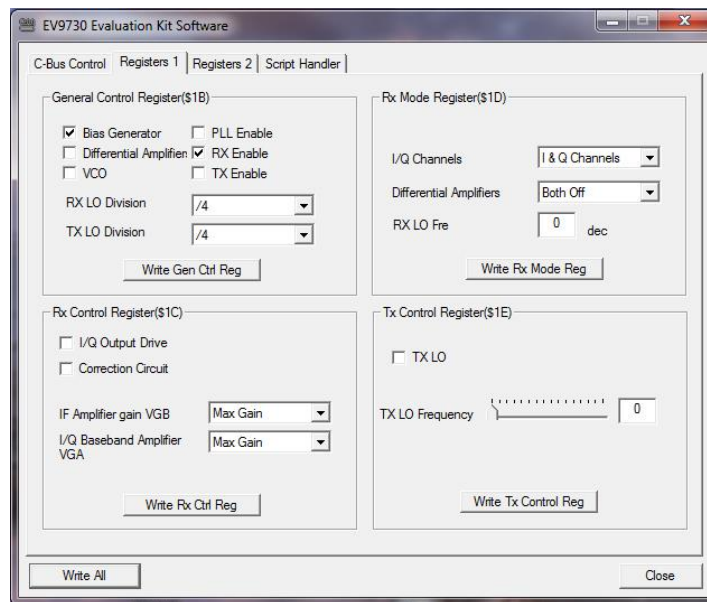 EV9730 Evaluation Kit Software
C-Bus Control Registers 1 Registers 2 Script Handler
General Control Register($1B)
Bias Generator PLL Enable
Differential Amplifiers RX Enable
VCO TX Enable
RX LO Division /4
TX LO Division /4
Write Gen Ctrl Reg
Rx Mode Register($1D)
I/Q Channels I & Q Channels
Differential Amplifiers Both Off
RX LO Fre 0 dec
Write Rx Mode Reg
Rx Control Register($1C)
I/Q Output Drive
Correction Circuit
IF Amplifier gain VGB Max Gain
I/Q Baseband Amplifier Max Gain
VGA
Write Rx Ctrl Reg
Tx Control Register($1E)
TX LO
TX LO Frequency 0
Write Tx Control Reg
Write All Close